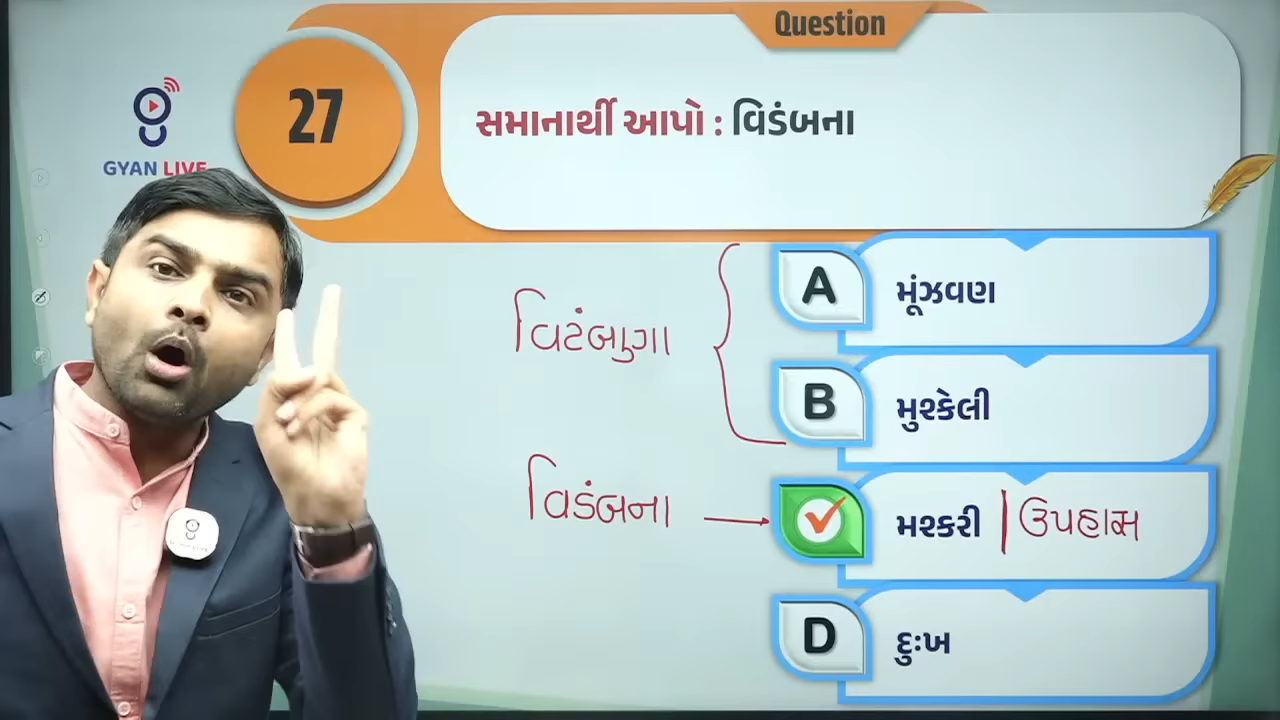 Question
27
સમાનાર્થી આપો : વિડંબના
GYAN LIVE
A
મૂંઝવણ
વિટંબણા
B
મુશ્કેલી
વિડંબના
મશ્કરી | ઉપહાસ
D
દુઃખ